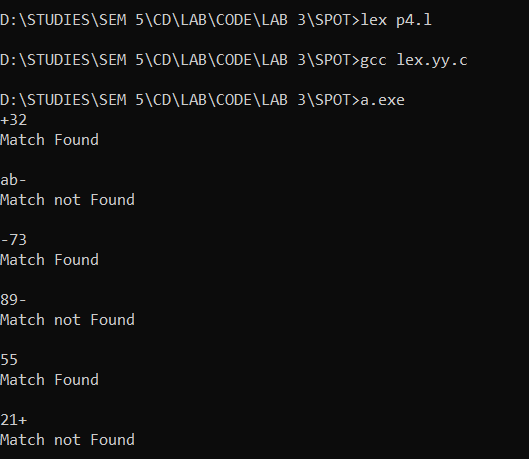 D:\STUDIES\SEM 5\CD\LAB\CODE\LAB 3\SPOT>lex p4.l
D:\STUDIES\SEM 5\CD\LAB\CODE\LAB 3\SPOT>gcc lex.yy.c
D:\STUDIES\SEM 5\CD\LAB\CODE\LAB 3\SPOT>a.exe
+32
Match Found
ab-
Match not Found
-73
Match Found
89-
Match not Found
55
Match Found
21+
Match not Found